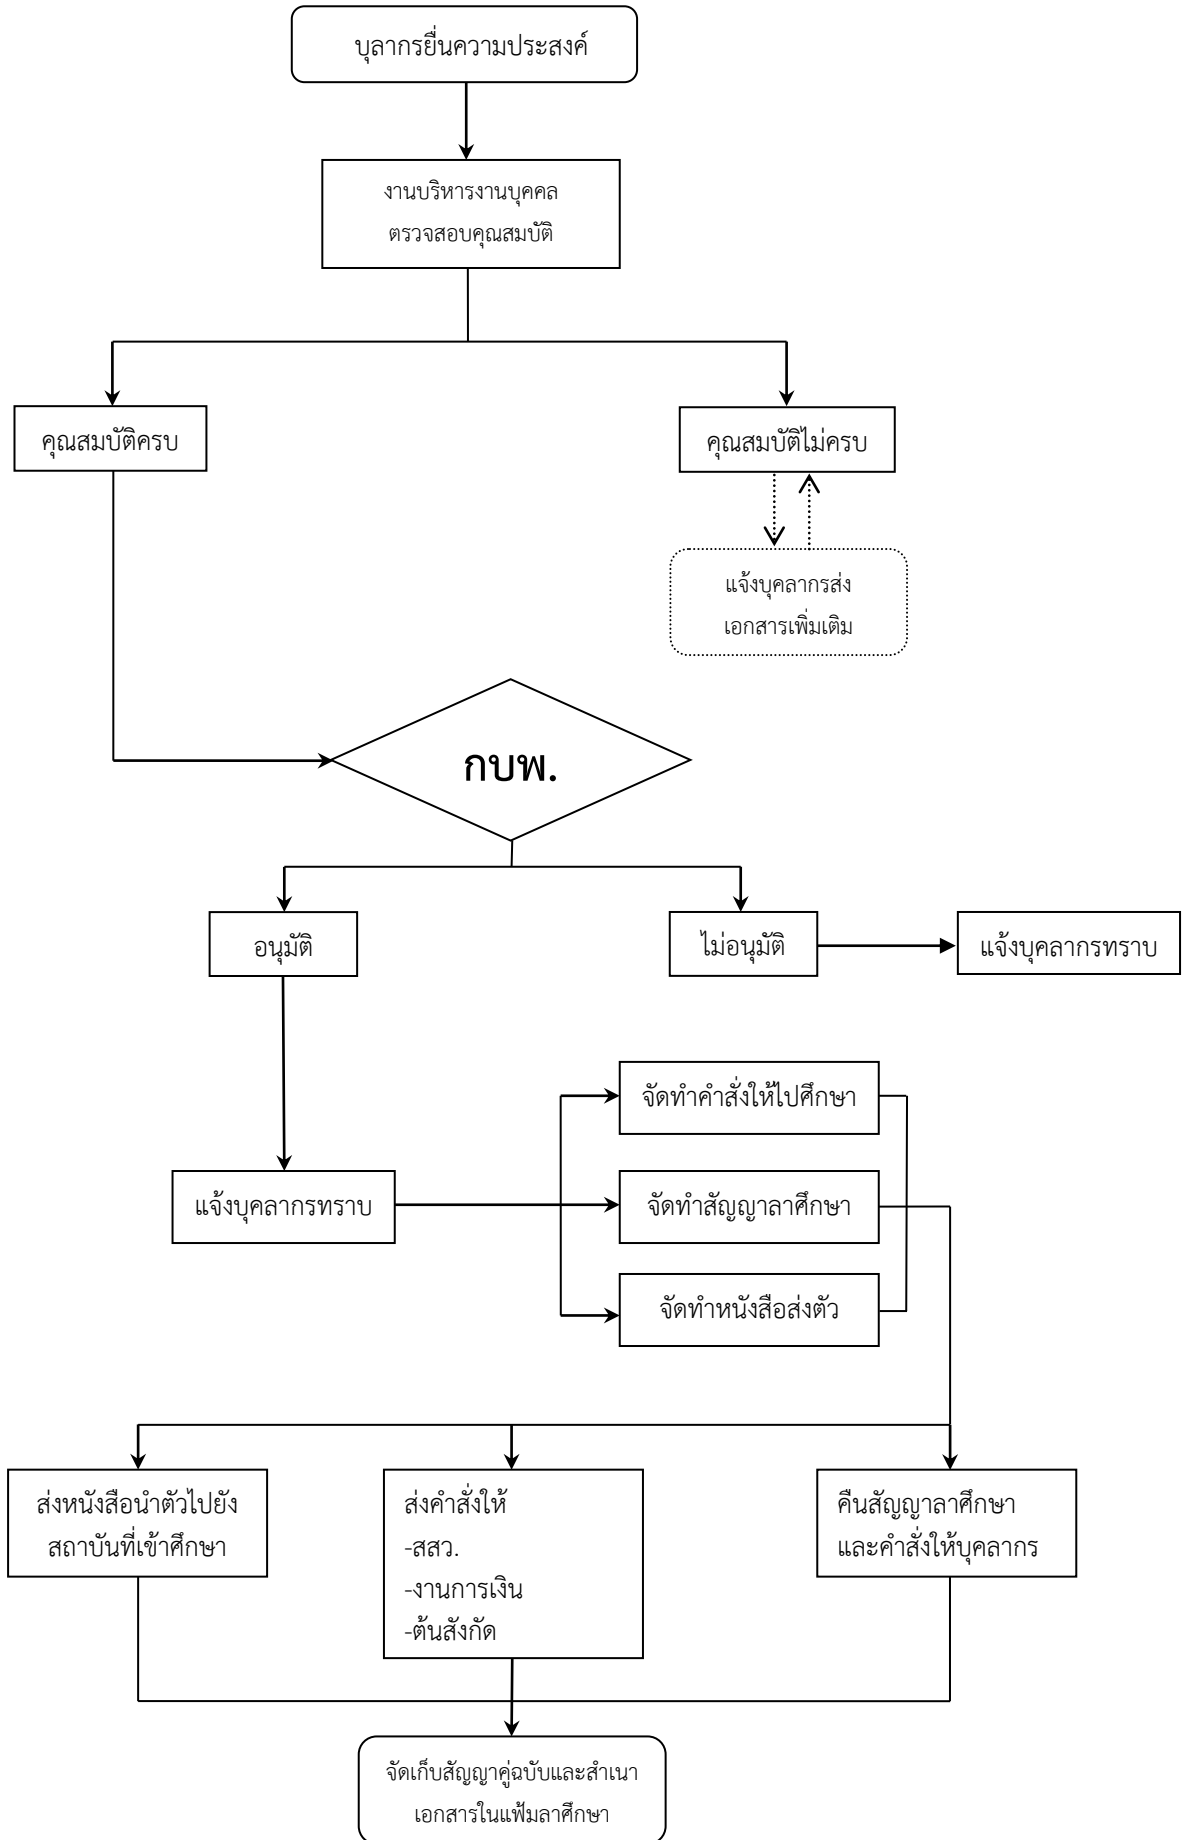 บุลากรยื่นความประสงค์
งานบริหารงานบุคคล
ตรวจสอบคุณสมบัติ
คุณสมบัติครบ
คุณสมบัติไม่ครบ
แจ้งบุคลากรส่ง
เอกสารเพิ่มเติม
กบพ.
อนุมัติ
ไม่อนุมัติ
แจ้งบุคลากรทราบ
จัดทำคำสั่งให้ไปศึกษา
แจ้งบุคลากรทราบ
จัดทำสัญญาลาศึกษา
จัดทำหนังสือส่งตัว
ส่งหนังสือนำตัวไปยัง
สถาบันที่เข้าศึกษา
ส่งคำสั่งให้
-สสว.
-งานการเงิน
-ต้นสังกัด
คืนสัญญาลาศึกษา
และคำสั่งให้บุคลากร
จัดเก็บสัญญาคู่ฉบับและสำเนา
เอกสารในแฟ้มลาศึกษา